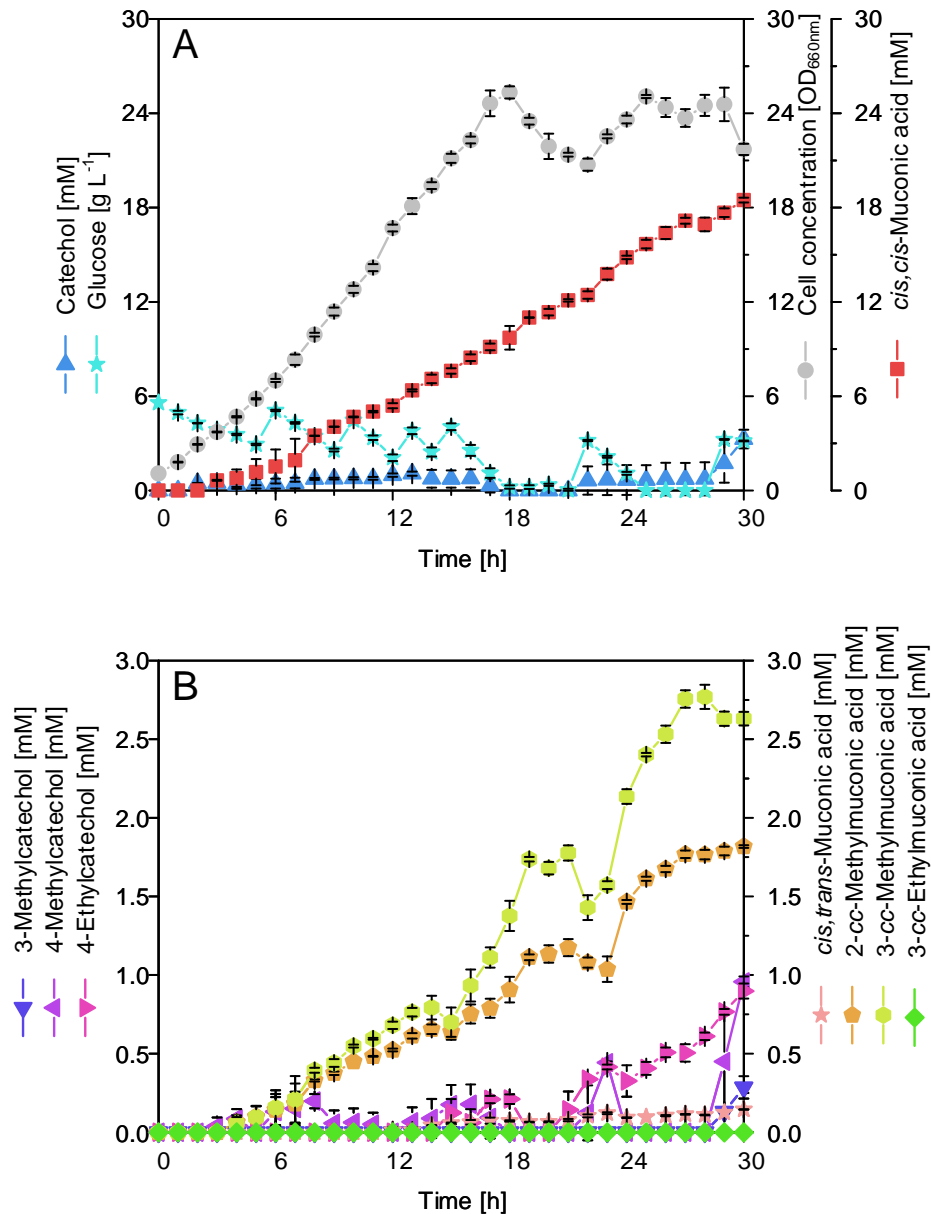 A
30
24
18
12
6
0
30
24
18
12
6
0
30
24
18
12
6
0
0 6 12 18 24 30
Time [h]
Catechol [mM]
Glucose [g L⁻¹]
Cell concentration [OD₆₆₀ₙₘ]
cis,cis-Muconic acid [mM]
B
3.0
2.5
2.0
1.5
1.0
0.5
0.0
3.0
2.5
2.0
1.5
1.0
0.5
0.0
0 6 12 18 24 30
Time [h]
3-Methylcatechol [mM]
4-Methylcatechol [mM]
4-Ethylcatechol [mM]
cis,trans-Muconic acid [mM]
2-cc-Methylmuconic acid [mM]
3-cc-Methylmuconic acid [mM]
3-cc-Ethylmuconic acid [mM]